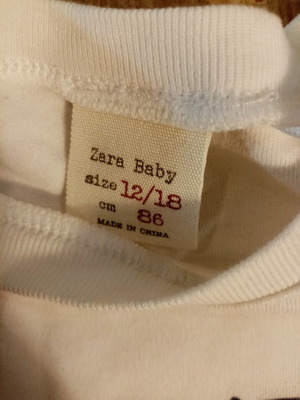 Zara Baby
size 12/18
cm 86
MADE IN CHINA